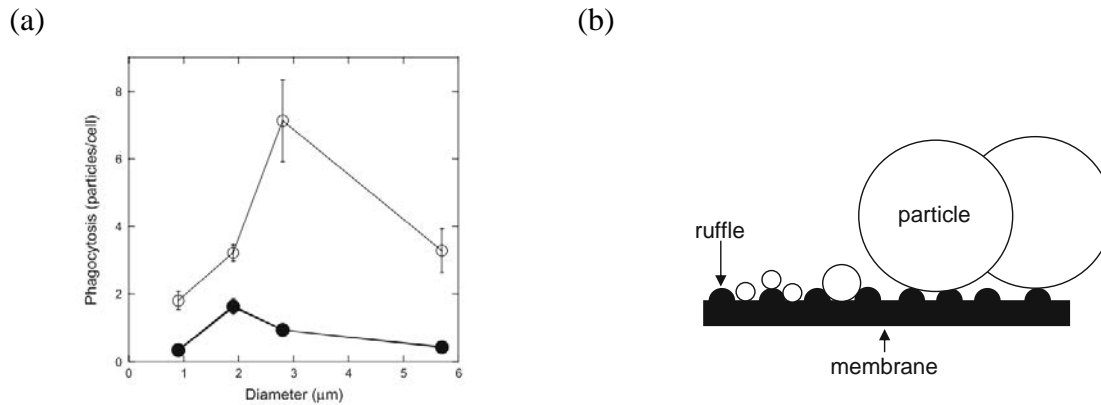 (a)
(b)
8
6
4
2
0
0 1 2 3 4 5 6
Phagocytosis (particles/cell)
Diameter (μm)
ruffle
particle
membrane